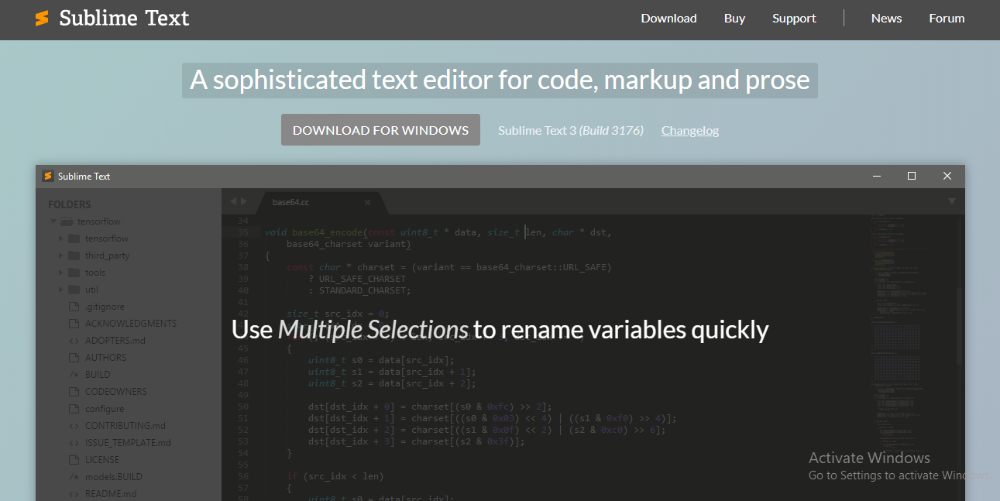 Sublime Text
Download Buy Support News Forum
A sophisticated text editor for code, markup and prose
DOWNLOAD FOR WINDOWS Sublime Text 3 (Build 3176) Changelog
Sublime Text
FOLDERS
tensorflow
tensorflow
third_party
tools
util
.gitignore
ACKNOWLEDGMENTS
ADOPTERS.md
AUTHORS
BUILD
CODEOWNERS
configure
CONTRIBUTING.md
ISSUE_TEMPLATE.md
LICENSE
models.BUILD
README.md
base64.cc
34
35 void base64_encode(const uint8_t * data, size_t len, char * dst,
36 base64_charset variant)
37 {
38 const char * charset = (variant == base64_charset::URL_SAFE)
39 ? URL_SAFE_CHARSET
40 : STANDARD_CHARSET;
41
42 size_t src_idx = 0;
Use Multiple Selections to rename variables quickly
45 {
46 uint8_t s0 = data[src_idx];
47 uint8_t s1 = data[src_idx + 1];
48 uint8_t s2 = data[src_idx + 2];
49
50 dst[dst_idx + 0] = charset[(s0 & 0xfc) >> 2];
51 dst[dst_idx + 1] = charset[((s0 & 0x03) << 4) | ((s1 & 0xf0) >> 4)];
52 dst[dst_idx + 2] = charset[((s1 & 0x0f) << 2) | (s2 & 0xc0) >> 6];
53 dst[dst_idx + 3] = charset[(s2 & 0x3f)];
54 }
55
56 if (src_idx < len)
57 {
58 uint8_t s0 = data[src_idx];
Activate Windows
Go to Settings to activate Windows.